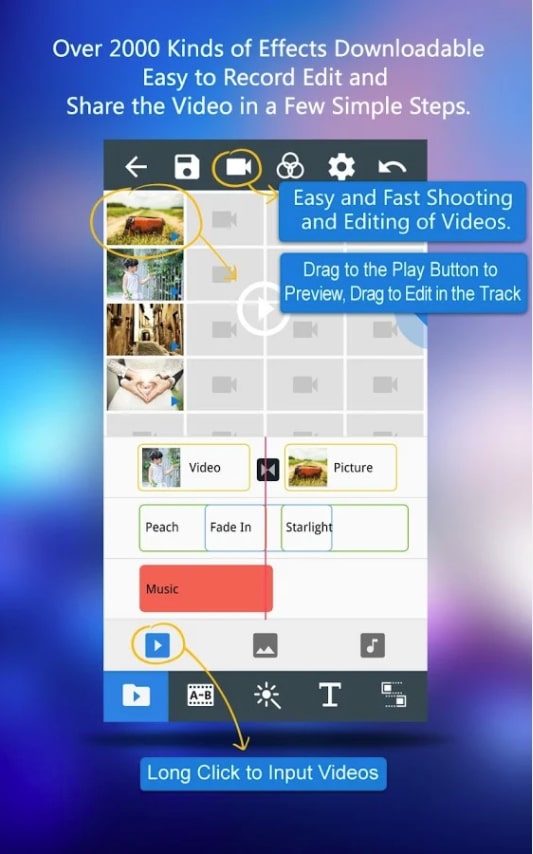 Over 2000 Kinds of Effects Downloadable
Easy to Record Edit and
Share the Video in a Few Simple Steps.
Easy and Fast Shooting
and Editing of Videos.
Drag to the Play Button to
Preview, Drag to Edit in the Track
Video
Picture
Peach
Fade In
Starlight
Music
A-B
T
Long Click to Input Videos